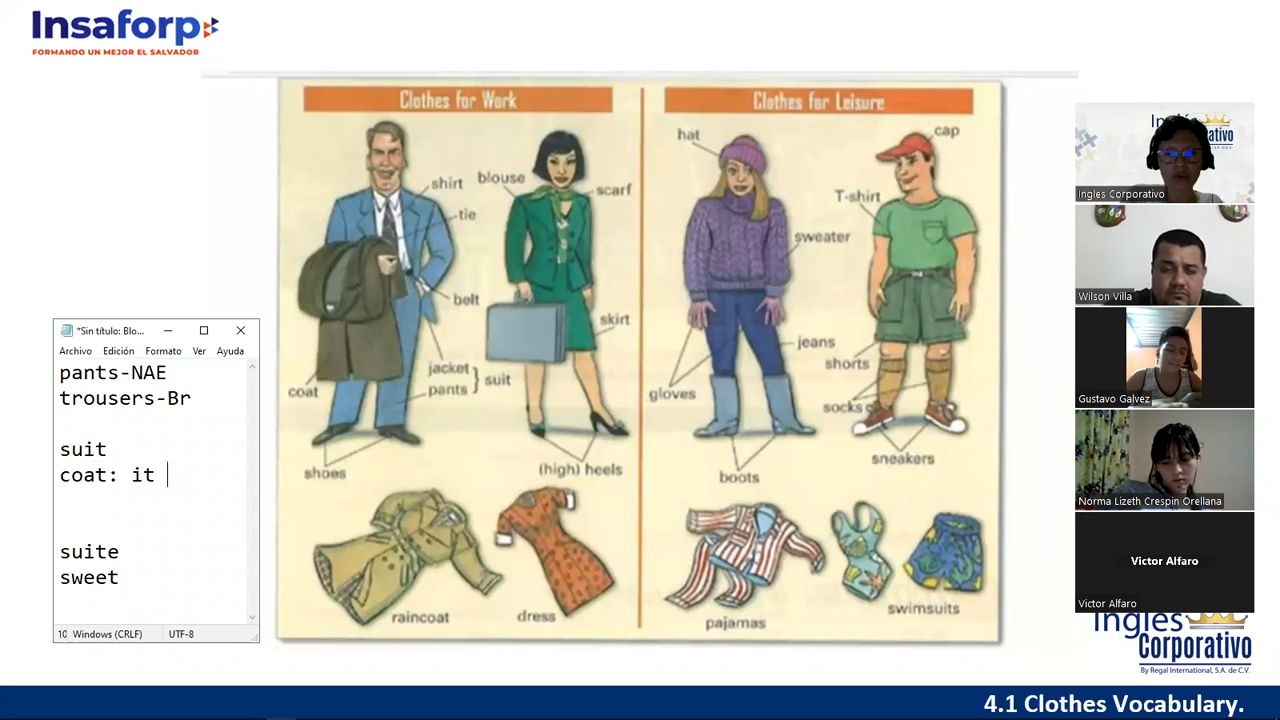 Insaforp
FORMANDO UN MEJOR EL SALVADOR
Clothes for Work
Clothes for Leisure
shirt
blouse
scarf
tie
belt
skirt
jacket
pants
suit
coat
shoes
(high) heels
raincoat
dress
hat
cap
T-shirt
sweater
jeans
shorts
gloves
socks
sneakers
boots
pajamas
swimsuits
*Sin título: Blo...
Archivo Edición Formato Ver Ayuda
pants-NAE
trousers-Br
suit
coat: it
suite
sweet
10 Windows (CRLF) UTF-8
Ingles Corporativo
Wilson Villa
Gustavo Galvez
Norma Lizeth Crespin Orellana
Victor Alfaro
Victor Alfaro
Inglés
Corporativo
By Regal International, S.A. de C.V.
4.1 Clothes Vocabulary.